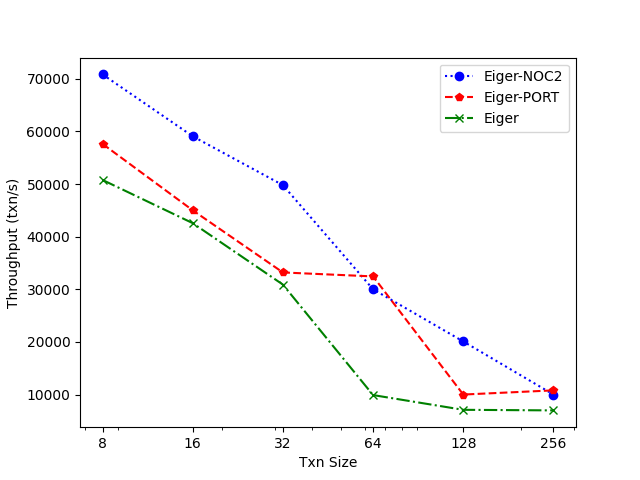 Eiger-NOC2
Eiger-PORT
Eiger
70000
60000
50000
40000
30000
20000
10000
Throughput (txn/s)
8 16 32 64 128 256
Txn Size